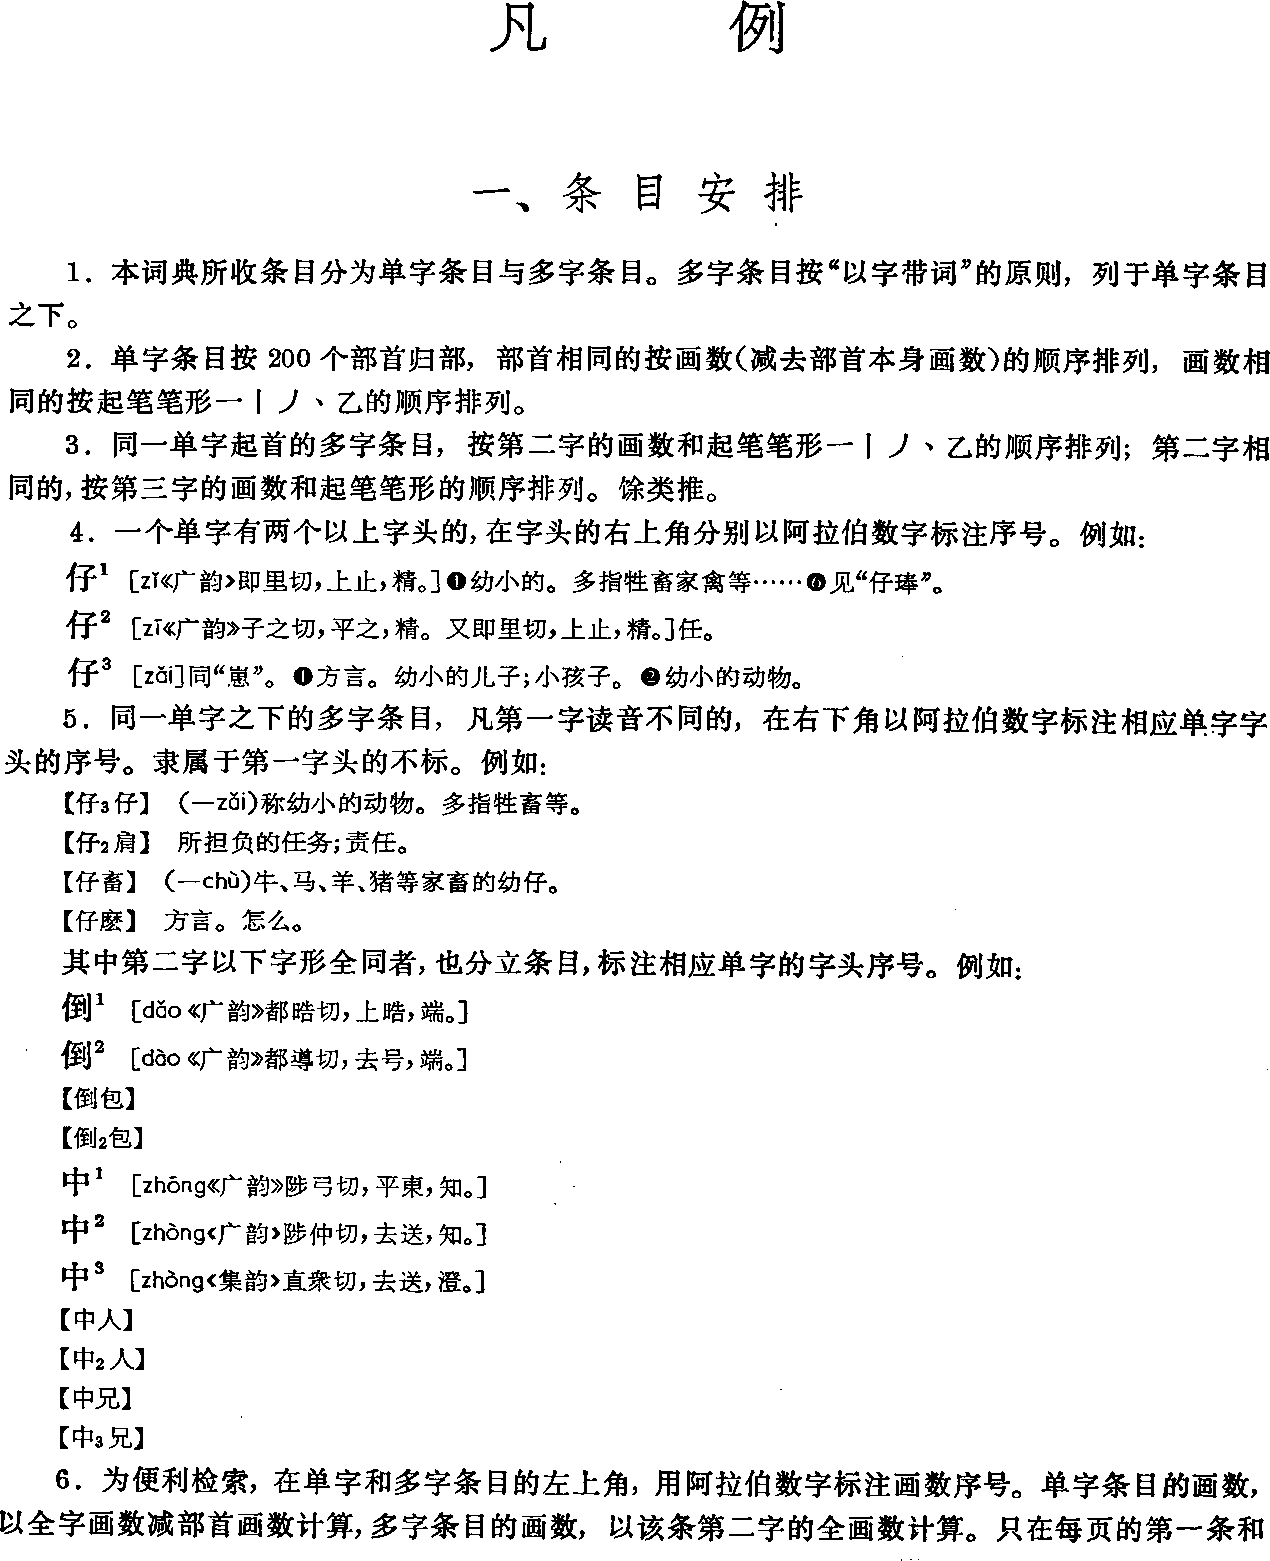 凡 例
一、条目安排
1．本词典所收条目分为单字条目与多字条目。多字条目按“以字带词”的原则，列于单字条目
之下。
2．单字条目按 200 个部首归部，部首相同的按画数(减去部首本身画数)的顺序排列，画数相
同的按起笔笔形一丨丿、乙的顺序排列。
3．同一单字起首的多字条目，按第二字的画数和起笔笔形一丨丿、乙的顺序排列；第二字相
同的，按第三字的画数和起笔笔形的顺序排列。馀类推。
4．一个单字有两个以上字头的，在字头的右上角分别以阿拉伯数字标注序号。例如：
仔¹ [zǐ《广韵》即里切，上止，精。]❶幼小的。多指牲畜家禽等……❻见“仔琫”。
仔² [zī《广韵》子之切，平之，精。又即里切，上止，精。]任。
仔³ [zǎi]同“崽”。❶方言。幼小的儿子；小孩子。❷幼小的动物。
5．同一单字之下的多字条目，凡第一字读音不同的，在右下角以阿拉伯数字标注相应单字字
头的序号。隶属于第一字头的不标。例如：
【仔₃仔】 (—zǎi)称幼小的动物。多指牲畜等。
【仔₂肩】 所担负的任务；责任。
【仔畜】 (—chù)牛、马、羊、猪等家畜的幼仔。
【仔麽】 方言。怎么。
其中第二字以下字形全同者，也分立条目，标注相应单字的字头序号。例如：
倒¹ [dǎo《广韵》都晧切，上晧，端。]
倒² [dào《广韵》都導切，去号，端。]
【倒包】
【倒₂包】
中¹ [zhōng《广韵》陟弓切，平東，知。]
中² [zhòng《广韵》陟仲切，去送，知。]
中³ [zhòng《集韵》直衆切，去送，澄。]
【中人】
【中₂人】
【中兄】
【中₃兄】
6．为便利检索，在单字和多字条目的左上角，用阿拉伯数字标注画数序号。单字条目的画数，
以全字画数减部首画数计算，多字条目的画数，以该条第二字的全画数计算。只在每页的第一条和